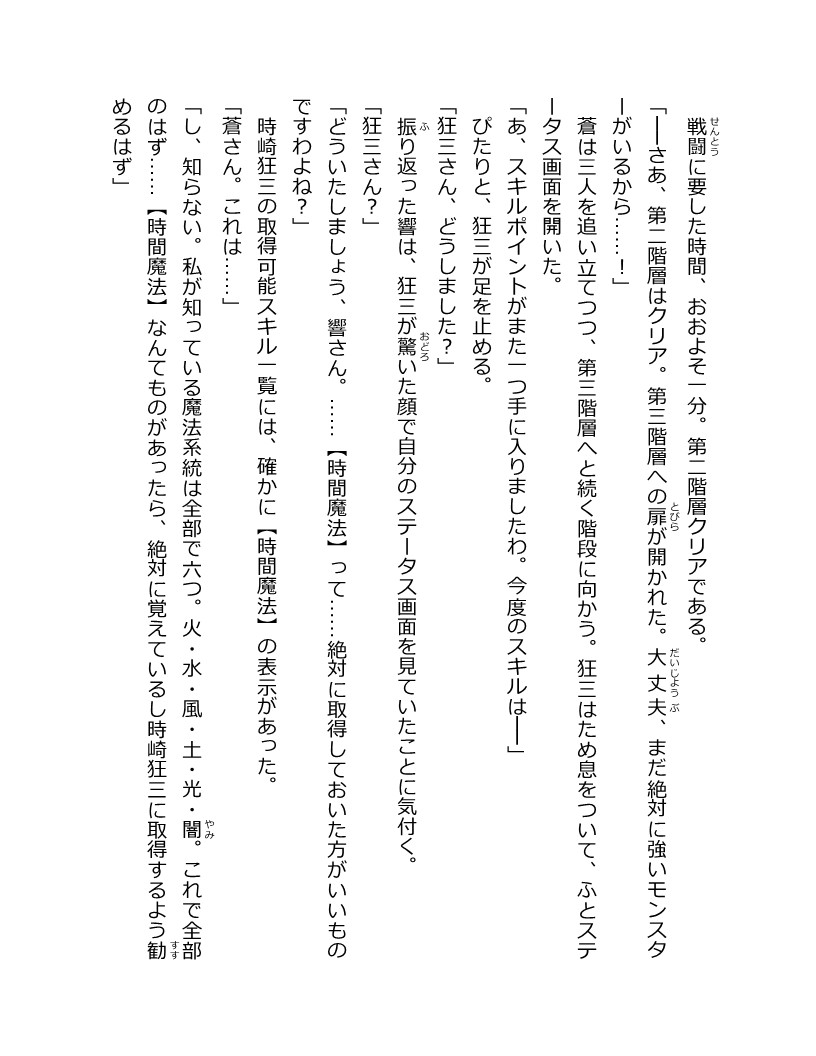 戦闘に要した時間、おおよそ一分。第二階層クリアである。
「――さあ、第二階層はクリア。第三階層への扉が開かれた。大丈夫、まだ絶対に強いモンスタ
ーがいるから……！」
蒼は三人を追い立てつつ、第三階層へと続く階段に向かう。狂三はため息をついて、ふとステ
ータス画面を開いた。
「あ、スキルポイントがまた一つ手に入りましたわ。今度のスキルは――」
ぴたりと、狂三が足を止める。
「狂三さん、どうしました？」
振り返った響は、狂三が驚いた顔で自分のステータス画面を見ていたことに気付く。
「狂三さん？」
「どういたしましょう、響さん。……【時間魔法】って……絶対に取得しておいた方がいいもの
ですわよね？」
時崎狂三の取得可能スキル一覧には、確かに【時間魔法】の表示があった。
「蒼さん。これは……」
「し、知らない。私が知っている魔法系統は全部で六つ。火・水・風・土・光・闇。これで全部
のはず……【時間魔法】なんてものがあったら、絶対に覚えているし時崎狂三に取得するよう勧
めるはず」